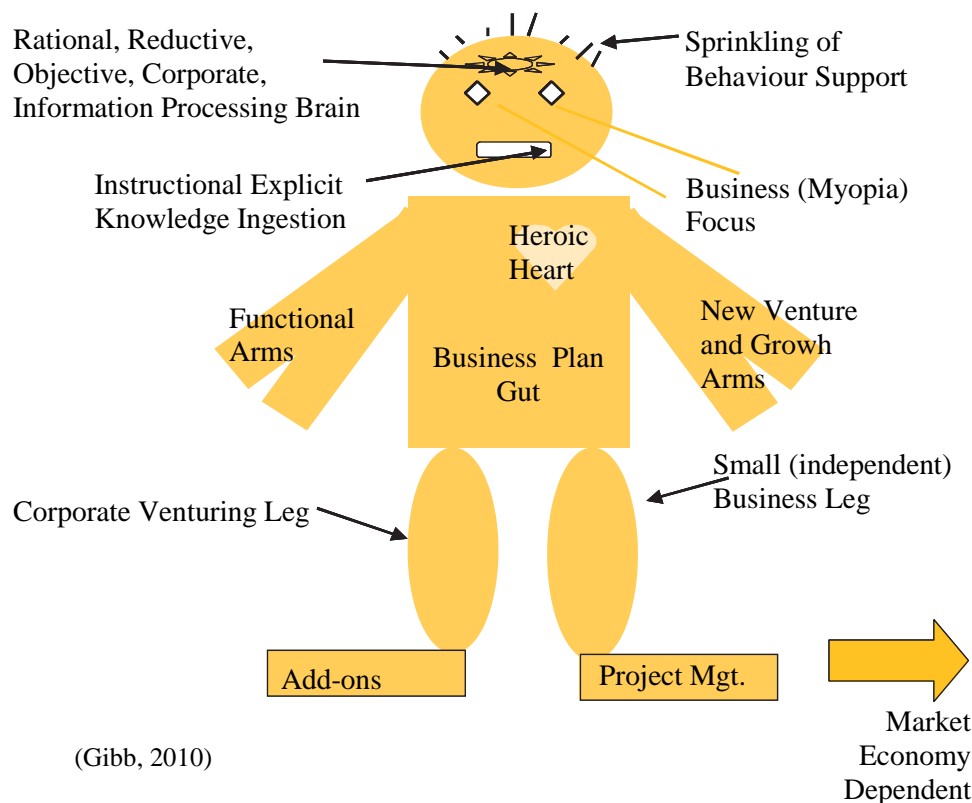 Rational, Reductive,
Objective, Corporate,
Information Processing Brain
Sprinkling of
Behaviour Support
Instructional Explicit
Knowledge Ingestion
Business (Myopia)
Focus
Heroic
Heart
Functional
Arms
Business Plan
Gut
New Venture
and Growh
Arms
Corporate Venturing Leg
Small (independent)
Business Leg
Add-ons
Project Mgt.
Market
Economy
Dependent
(Gibb, 2010)